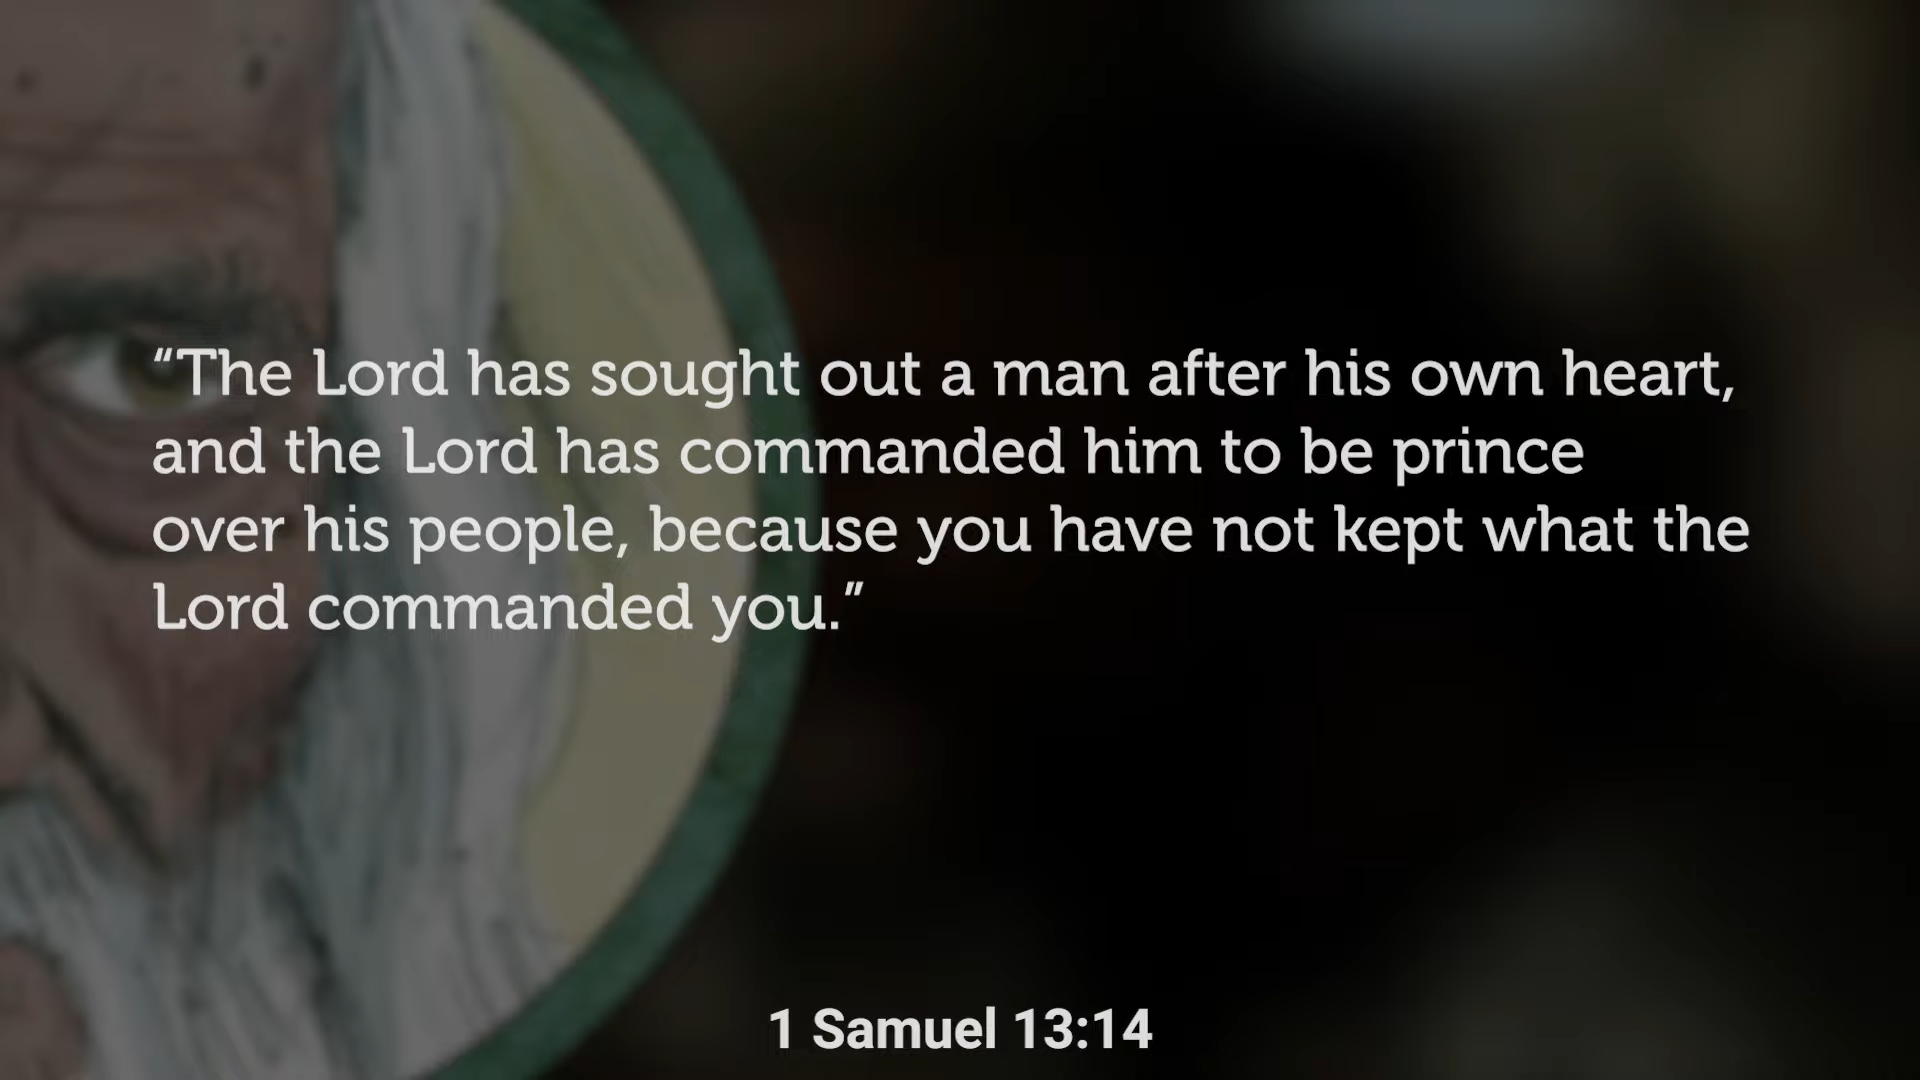 “The Lord has sought out a man after his own heart,
and the Lord has commanded him to be prince
over his people, because you have not kept what the
Lord commanded you.”
1 Samuel 13:14